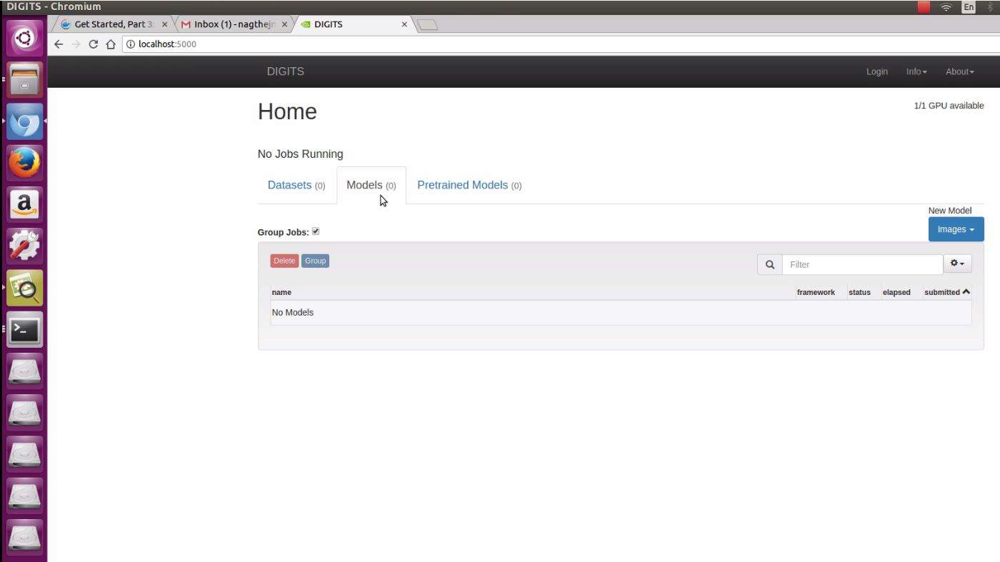 DIGITS - Chromium
En
Get Started, Part 3:
Inbox (1) - nagthejn
DIGITS
localhost:5000
DIGITS
Login
Info
About
Home
1/1 GPU available
No Jobs Running
Datasets (0)
Models (0)
Pretrained Models (0)
New Model
Images
Group Jobs:
Delete
Group
Filter
name
framework
status
elapsed
submitted
No Models